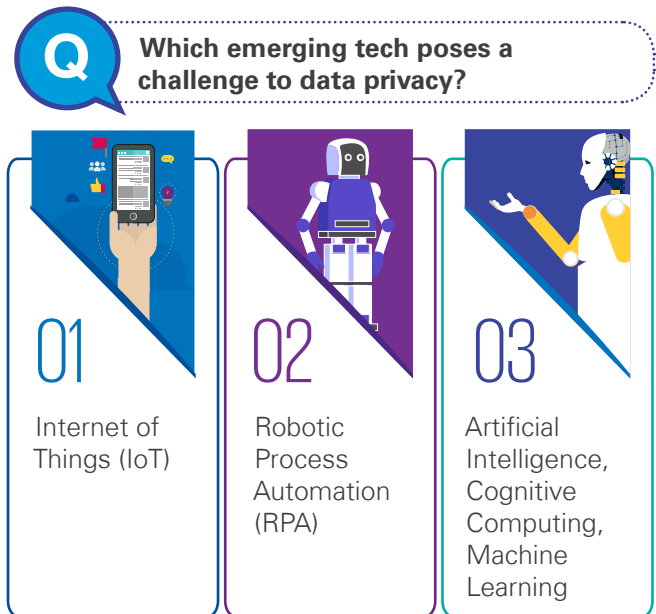 Q
Which emerging tech poses a
challenge to data privacy?
01
Internet of
Things (IoT)
02
Robotic
Process
Automation
(RPA)
03
Artificial
Intelligence,
Cognitive
Computing,
Machine
Learning